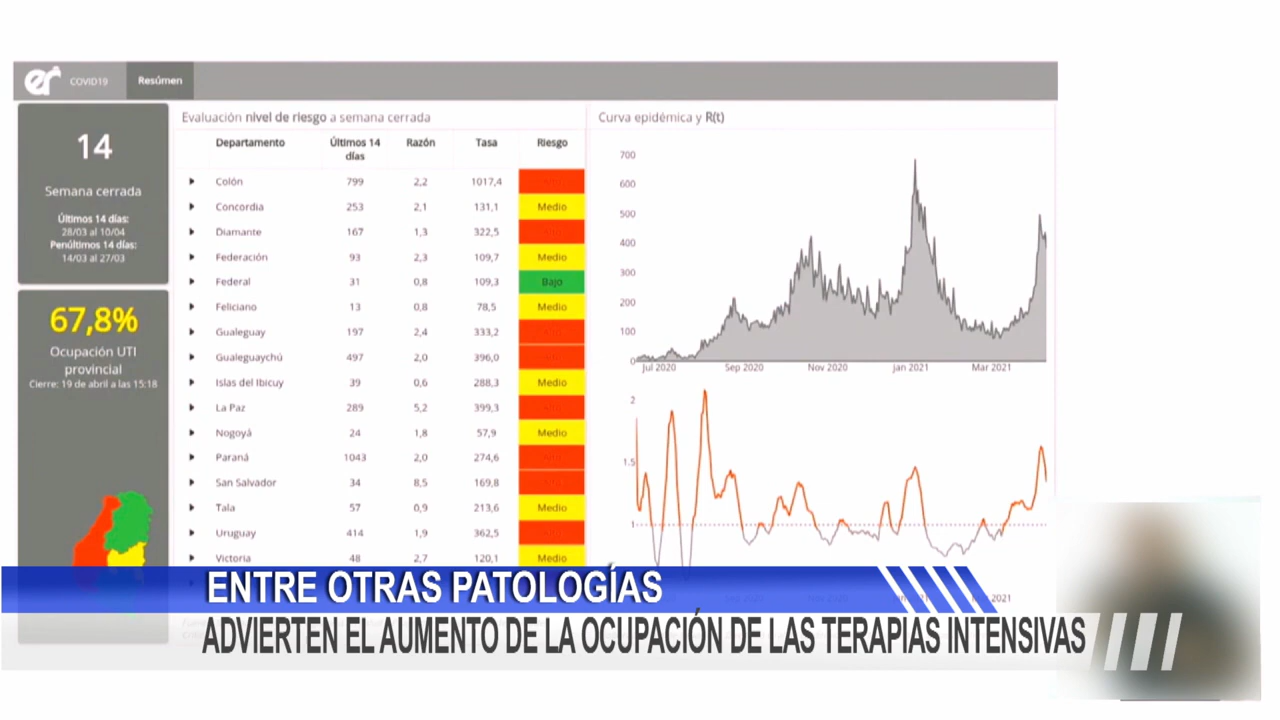 er COVID19 Resúmen
14
Semana cerrada
Últimos 14 días:
28/03 al 10/04
Penúltimos 14 días:
14/03 al 27/03
67,8%
Ocupación UTI
provincial
Cierre: 19 de abril a las 15:18
Evaluación nivel de riesgo a semana cerrada
Departamento Últimos 14 días Razón Tasa Riesgo
Colón 799 2,2 1017,4
Concordia 253 2,1 131,1 Medio
Diamante 167 1,3 322,5
Federación 93 2,3 109,7 Medio
Federal 31 0,8 109,3 Bajo
Feliciano 13 0,8 78,5 Medio
Gualeguay 197 2,4 333,2
Gualeguaychú 497 2,0 396,0
Islas del Ibicuy 39 0,6 288,3 Medio
La Paz 289 5,2 399,3
Nogoyá 24 1,8 57,9 Medio
Paraná 1043 2,0 274,6
San Salvador 34 8,5 169,8
Tala 57 0,9 213,6 Medio
Uruguay 414 1,9 362,5
Victoria 48 2,7 120,1 Medio
Curva epidémica y R(t)
700
600
500
400
300
200
100
0
Jul 2020 Sep 2020 Nov 2020 Jan 2021 Mar 2021
2
1.5
1
ENTRE OTRAS PATOLOGÍAS
ADVIERTEN EL AUMENTO DE LA OCUPACIÓN DE LAS TERAPIAS INTENSIVAS